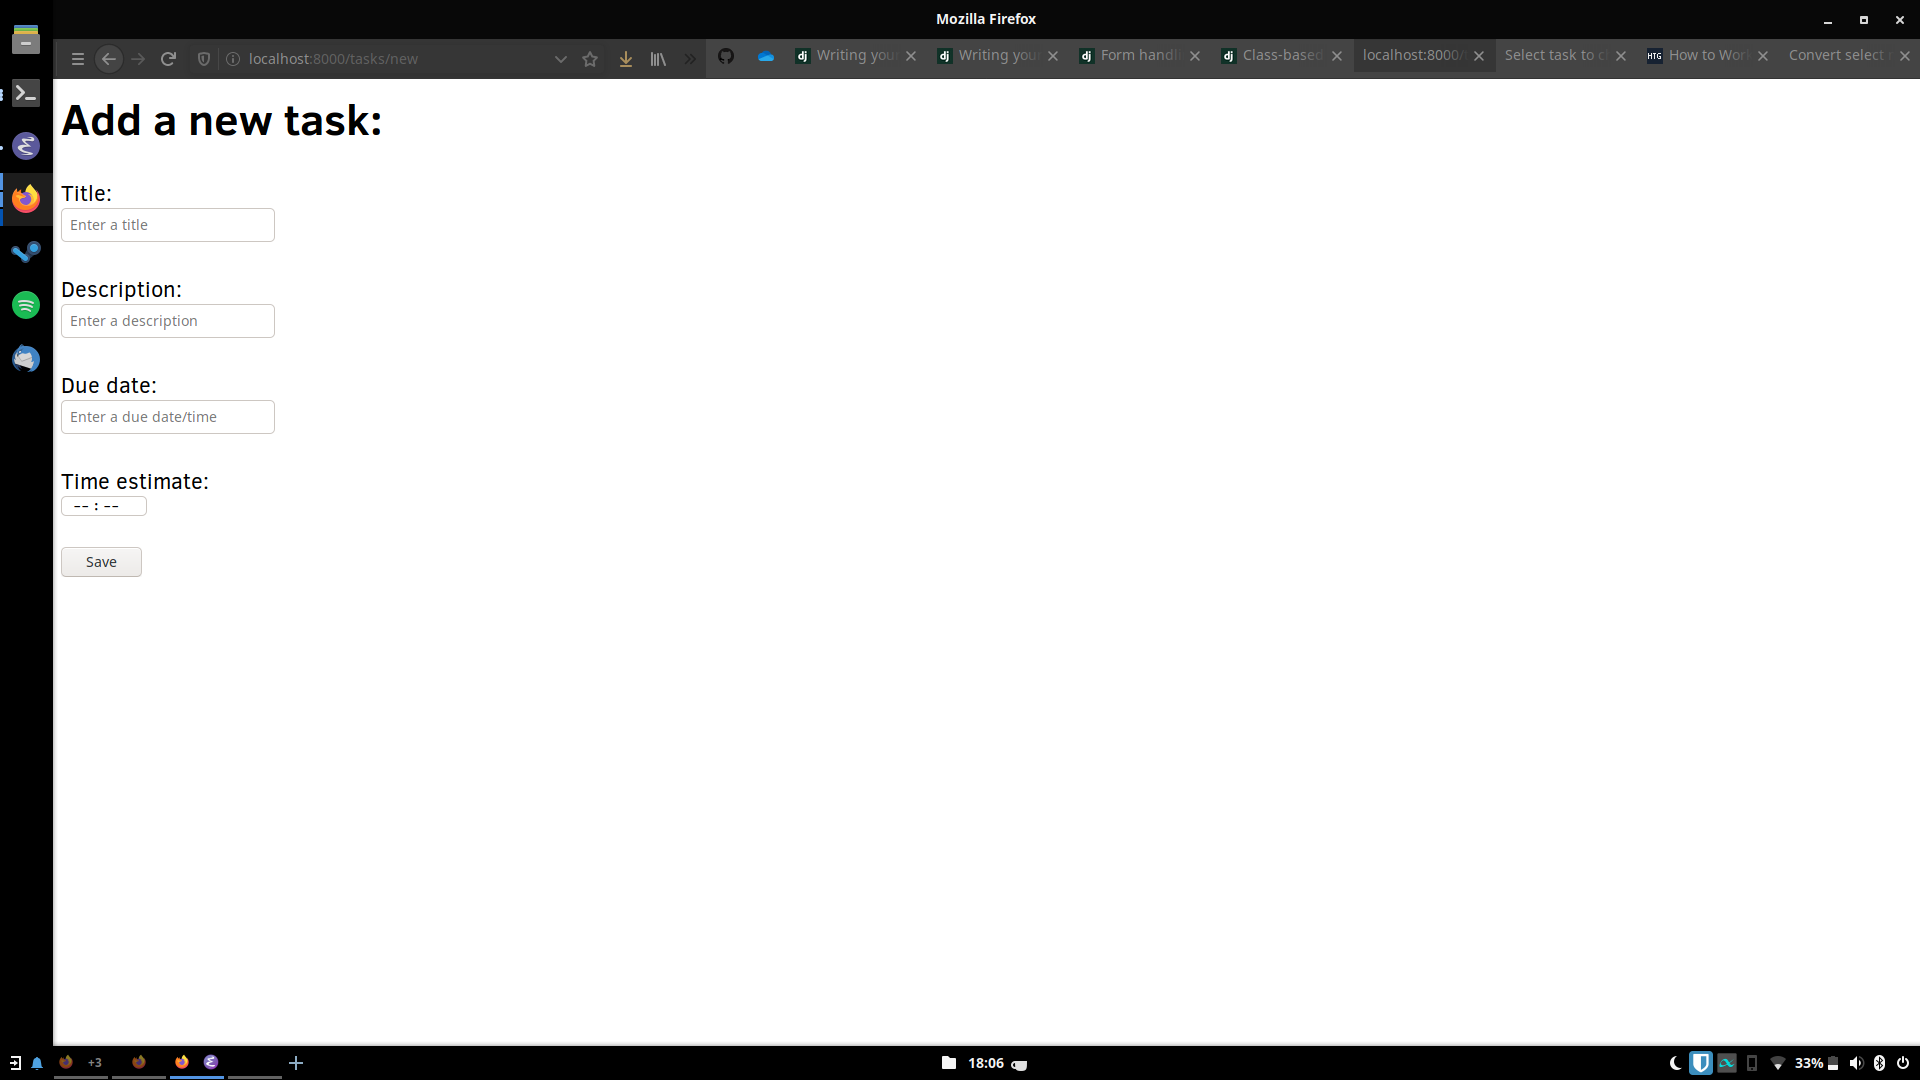 Mozilla Firefox
localhost:8000/tasks/new
dj Writing your
dj Writing your
dj Form handli
dj Class-based
localhost:8000/
Select task to c
HTG How to Wor
Convert select
Add a new task:
Title:
Enter a title
Description:
Enter a description
Due date:
Enter a due date/time
Time estimate:
-- : --
Save
+3
18:06
33%